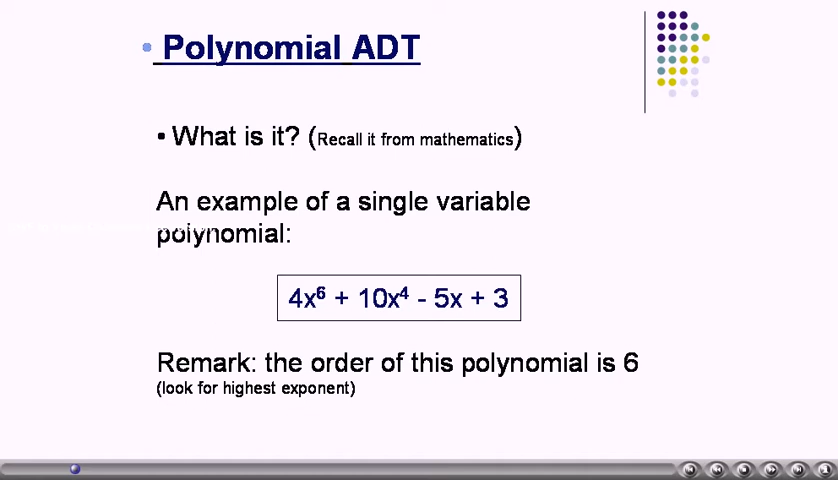 • Polynomial ADT
• What is it? (Recall it from mathematics)
An example of a single variable
polynomial:
4x⁶ + 10x⁴ - 5x + 3
Remark: the order of this polynomial is 6
(look for highest exponent)